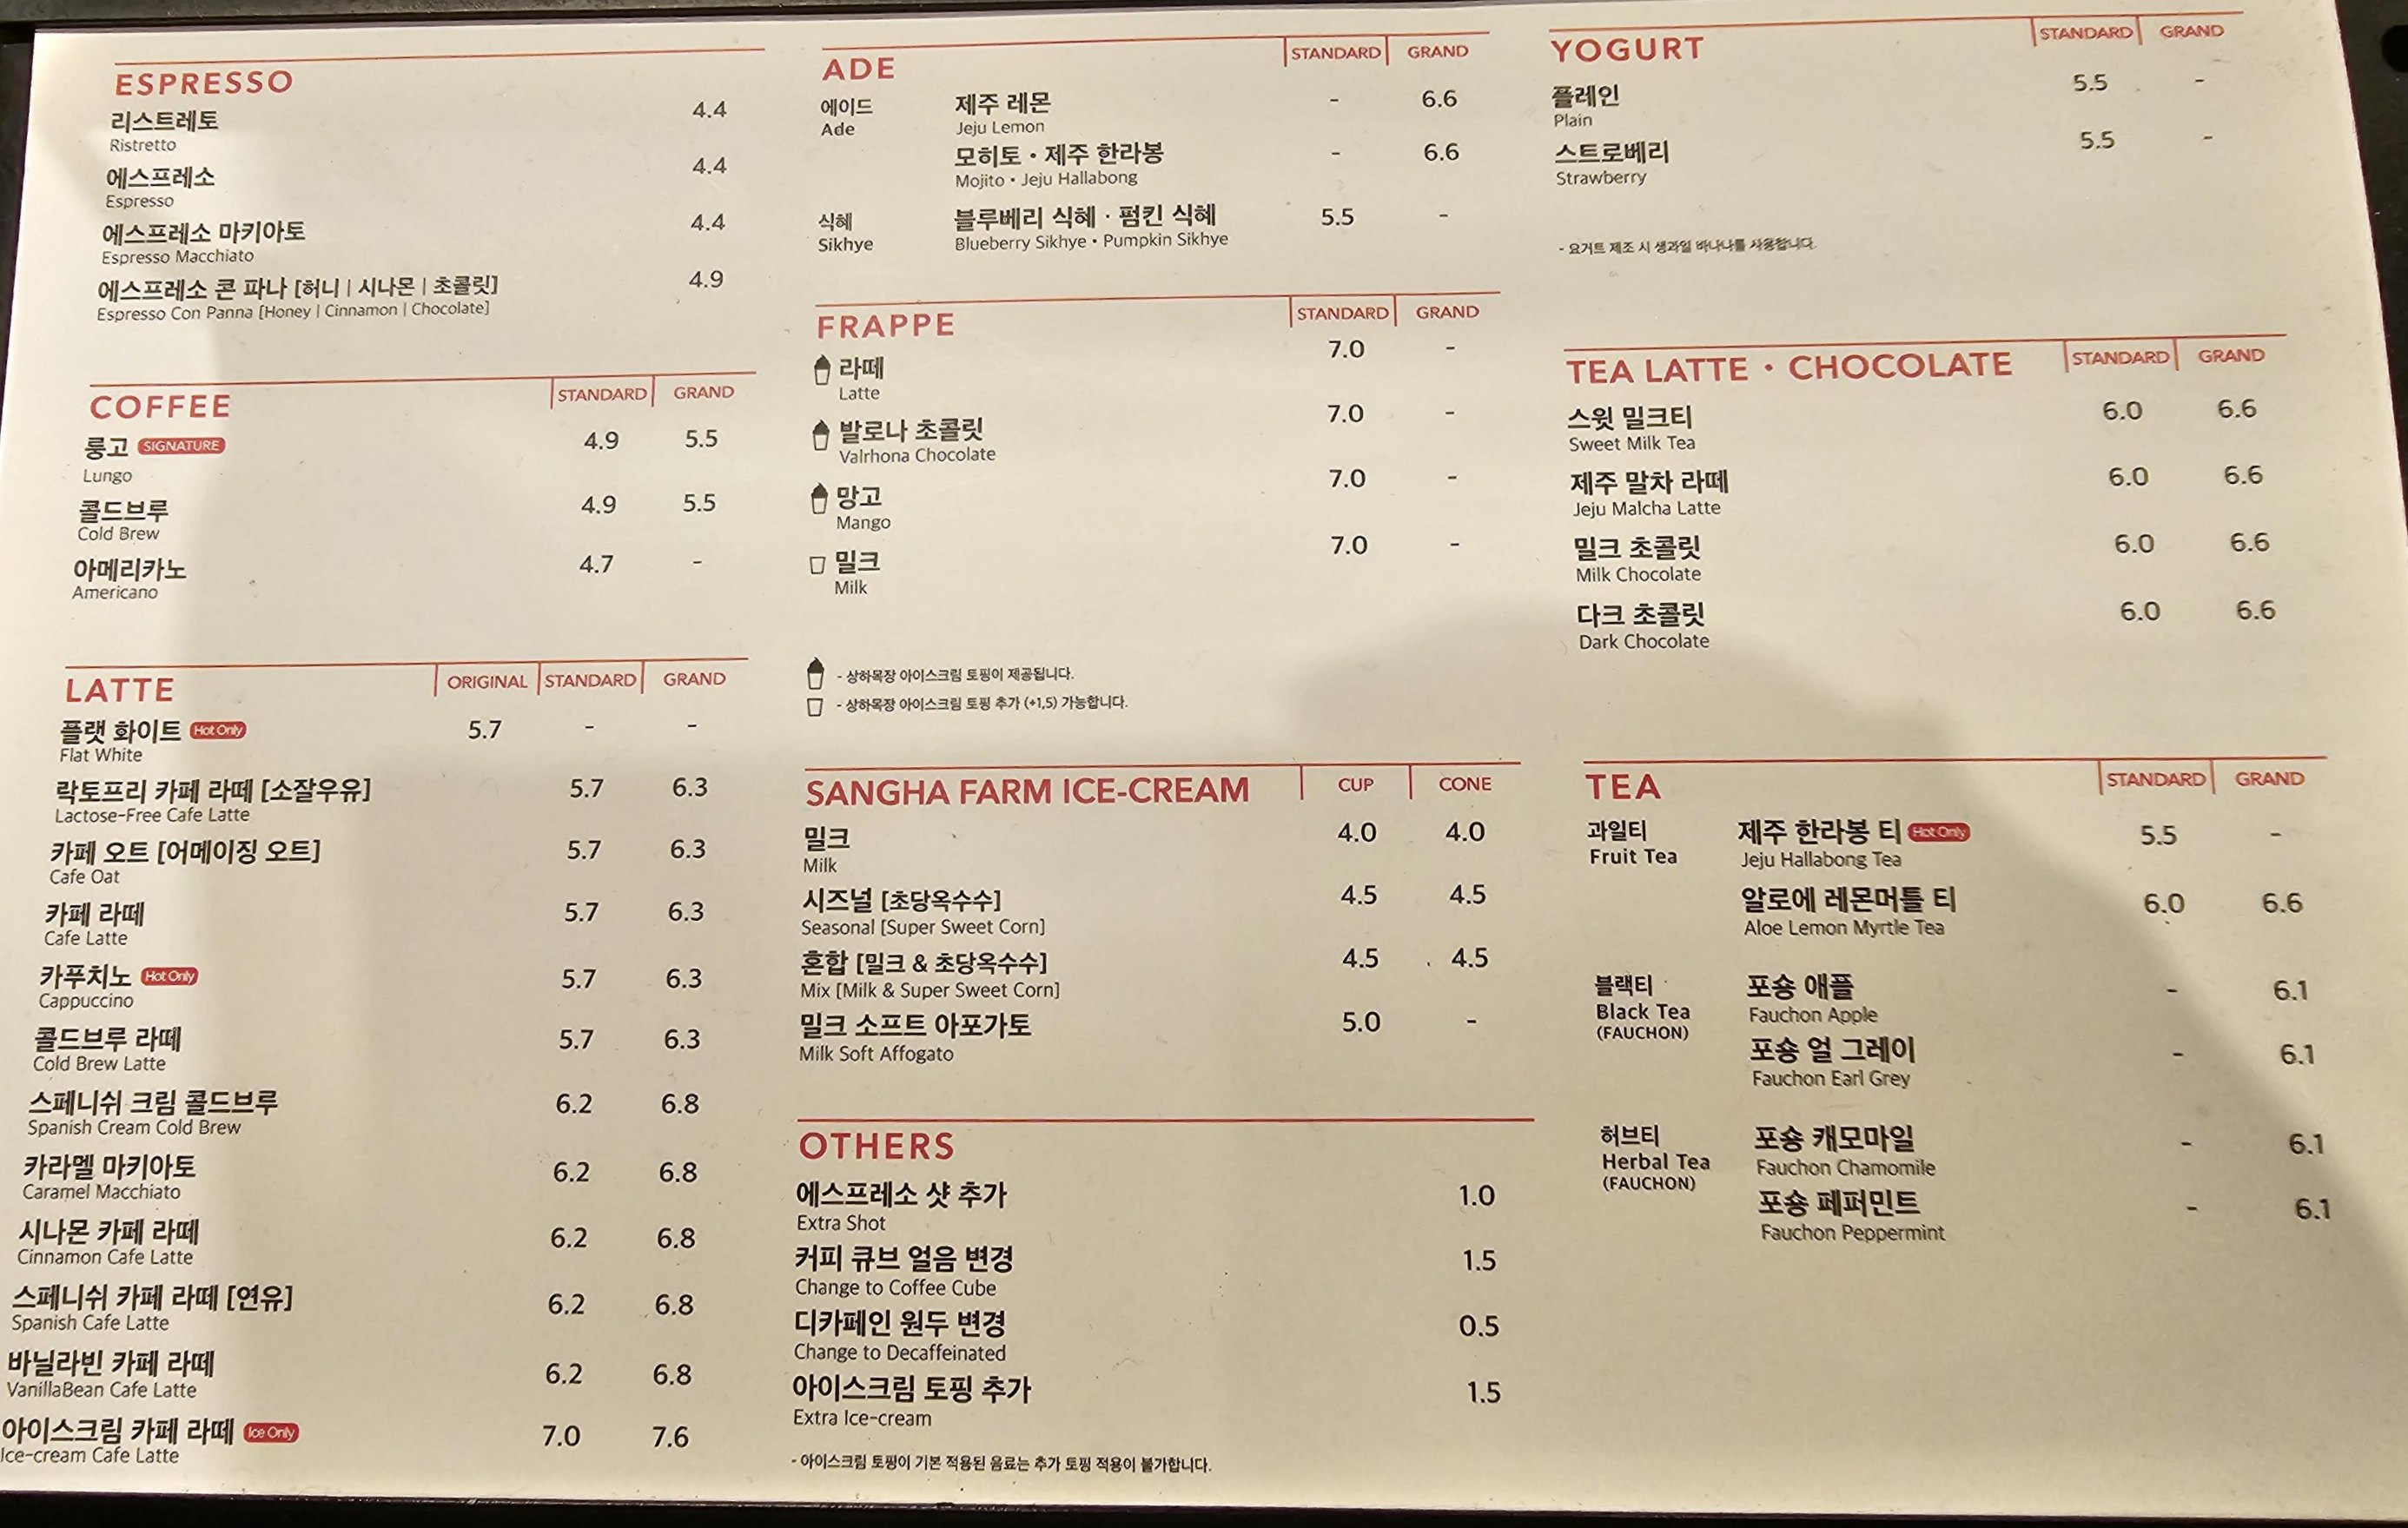 ESPRESSO
리스트레토 4.4
Ristretto
에스프레소 4.4
Espresso
에스프레소 마키아토 4.4
Espresso Macchiato
에스프레소 콘 파나 [허니 | 시나몬 | 초콜릿] 4.9
Espresso Con Panna [Honey | Cinnamon | Chocolate]
COFFEE STANDARD GRAND
룽고 SIGNATURE 4.9 5.5
Lungo
콜드브루 4.9 5.5
Cold Brew
아메리카노 4.7 -
Americano
LATTE ORIGINAL STANDARD GRAND
플랫 화이트 Hot Only 5.7 - -
Flat White
락토프리 카페 라떼 [소잘우유] 5.7 6.3
Lactose-Free Cafe Latte
카페 오트 [어메이징 오트] 5.7 6.3
Cafe Oat
카페 라떼 5.7 6.3
Cafe Latte
카푸치노 Hot Only 5.7 6.3
Cappuccino
콜드브루 라떼 5.7 6.3
Cold Brew Latte
스페니쉬 크림 콜드브루 6.2 6.8
Spanish Cream Cold Brew
카라멜 마키아토 6.2 6.8
Caramel Macchiato
시나몬 카페 라떼 6.2 6.8
Cinnamon Cafe Latte
스페니쉬 카페 라떼 [연유] 6.2 6.8
Spanish Cafe Latte
바닐라빈 카페 라떼 6.2 6.8
VanillaBean Cafe Latte
아이스크림 카페 라떼 Ice Only 7.0 7.6
Ice-cream Cafe Latte
ADE STANDARD GRAND
에이드 제주 레몬 - 6.6
Ade Jeju Lemon
모히토 • 제주 한라봉 - 6.6
Mojito • Jeju Hallabong
식혜 블루베리 식혜 · 펌킨 식혜 5.5 -
Sikhye Blueberry Sikhye • Pumpkin Sikhye
FRAPPE STANDARD GRAND
라떼 7.0 -
Latte
발로나 초콜릿 7.0 -
Valrhona Chocolate
망고 7.0 -
Mango
밀크 7.0 -
Milk
- 상하목장 아이스크림 토핑이 제공됩니다.
- 상하목장 아이스크림 토핑 추가 (+1,5) 가능합니다.
SANGHA FARM ICE-CREAM CUP CONE
밀크 4.0 4.0
Milk
시즈널 [초당옥수수] 4.5 4.5
Seasonal [Super Sweet Corn]
혼합 [밀크 & 초당옥수수] 4.5 4.5
Mix [Milk & Super Sweet Corn]
밀크 소프트 아포가토 5.0 -
Milk Soft Affogato
OTHERS
에스프레소 샷 추가 1.0
Extra Shot
커피 큐브 얼음 변경 1.5
Change to Coffee Cube
디카페인 원두 변경 0.5
Change to Decaffeinated
아이스크림 토핑 추가 1.5
Extra Ice-cream
- 아이스크림 토핑이 기본 적용된 음료는 추가 토핑 적용이 불가합니다.
YOGURT STANDARD GRAND
플레인 5.5 -
Plain
스트로베리 5.5 -
Strawberry
- 요거트 제조 시 생과일 바나나를 사용합니다.
TEA LATTE • CHOCOLATE STANDARD GRAND
스윗 밀크티 6.0 6.6
Sweet Milk Tea
제주 말차 라떼 6.0 6.6
Jeju Malcha Latte
밀크 초콜릿 6.0 6.6
Milk Chocolate
다크 초콜릿 6.0 6.6
Dark Chocolate
TEA STANDARD GRAND
과일티 제주 한라봉 티 Hot Only 5.5 -
Fruit Tea Jeju Hallabong Tea
알로에 레몬머틀 티 6.0 6.6
Aloe Lemon Myrtle Tea
블랙티 포숑 애플 - 6.1
Black Tea Fauchon Apple
(FAUCHON)
포숑 얼 그레이 - 6.1
Fauchon Earl Grey
허브티 포숑 캐모마일 - 6.1
Herbal Tea Fauchon Chamomile
(FAUCHON)
포숑 페퍼민트 - 6.1
Fauchon Peppermint